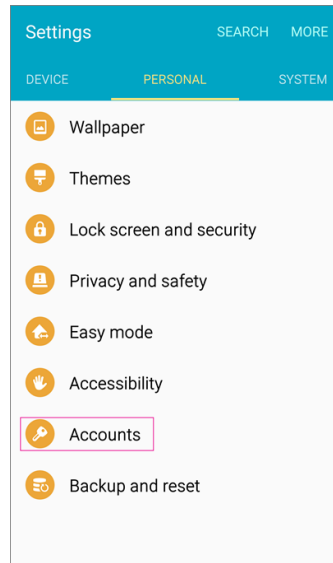 Settings SEARCH MORE
DEVICE PERSONAL SYSTEM
Wallpaper
Themes
Lock screen and security
Privacy and safety
Easy mode
Accessibility
Accounts
Backup and reset